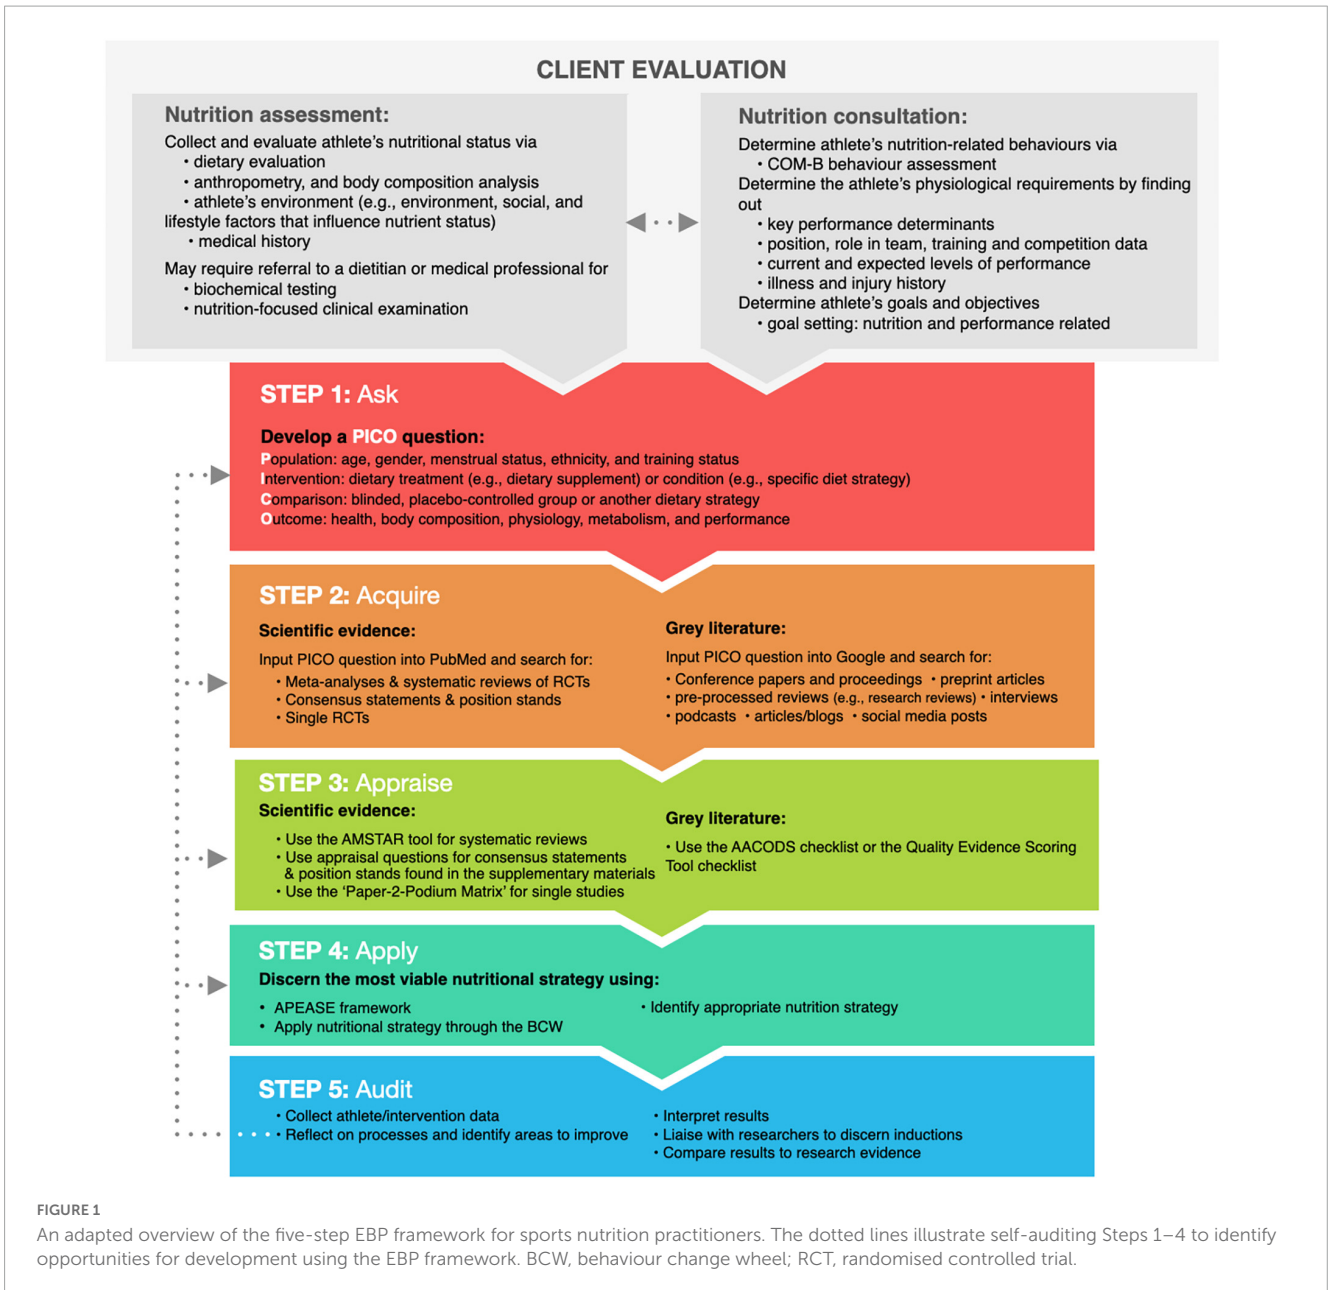 CLIENT EVALUATION
Nutrition assessment:
Collect and evaluate athlete's nutritional status via
• dietary evaluation
• anthropometry, and body composition analysis
• athlete's environment (e.g., environment, social, and
lifestyle factors that influence nutrient status)
• medical history
May require referral to a dietitian or medical professional for
• biochemical testing
• nutrition-focused clinical examination
Nutrition consultation:
Determine athlete's nutrition-related behaviours via
• COM-B behaviour assessment
Determine the athlete's physiological requirements by finding
out
• key performance determinants
• position, role in team, training and competition data
• current and expected levels of performance
• illness and injury history
Determine athlete's goals and objectives
• goal setting: nutrition and performance related
STEP 1: Ask
Develop a PICO question:
Population: age, gender, menstrual status, ethnicity, and training status
Intervention: dietary treatment (e.g., dietary supplement) or condition (e.g., specific diet strategy)
Comparison: blinded, placebo-controlled group or another dietary strategy
Outcome: health, body composition, physiology, metabolism, and performance
STEP 2: Acquire
Scientific evidence:
Input PICO question into PubMed and search for:
• Meta-analyses & systematic reviews of RCTs
• Consensus statements & position stands
• Single RCTs
Grey literature:
Input PICO question into Google and search for:
• Conference papers and proceedings • preprint articles
• pre-processed reviews (e.g., research reviews) • interviews
• podcasts • articles/blogs • social media posts
STEP 3: Appraise
Scientific evidence:
• Use the AMSTAR tool for systematic reviews
• Use appraisal questions for consensus statements
& position stands found in the supplementary materials
• Use the 'Paper-2-Podium Matrix' for single studies
Grey literature:
• Use the AACODS checklist or the Quality Evidence Scoring
Tool checklist
STEP 4: Apply
Discern the most viable nutritional strategy using:
• APEASE framework
• Apply nutritional strategy through the BCW
• Identify appropriate nutrition strategy
STEP 5: Audit
• Collect athlete/intervention data
• Reflect on processes and identify areas to improve
• Interpret results
• Liaise with researchers to discern inductions
• Compare results to research evidence
FIGURE 1
An adapted overview of the five-step EBP framework for sports nutrition practitioners. The dotted lines illustrate self-auditing Steps 1–4 to identify
opportunities for development using the EBP framework. BCW, behaviour change wheel; RCT, randomised controlled trial.